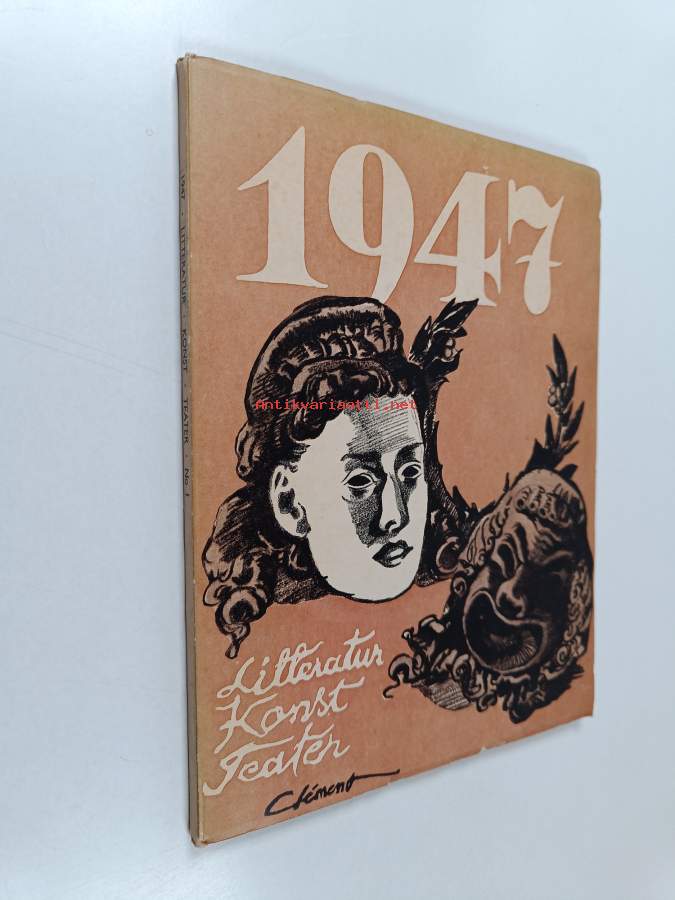 1947
Litteratur
Konst
Teater
Clément
1947 · LITTERATUR · KONST · TEATER · No 1
Antikvariaatti.net